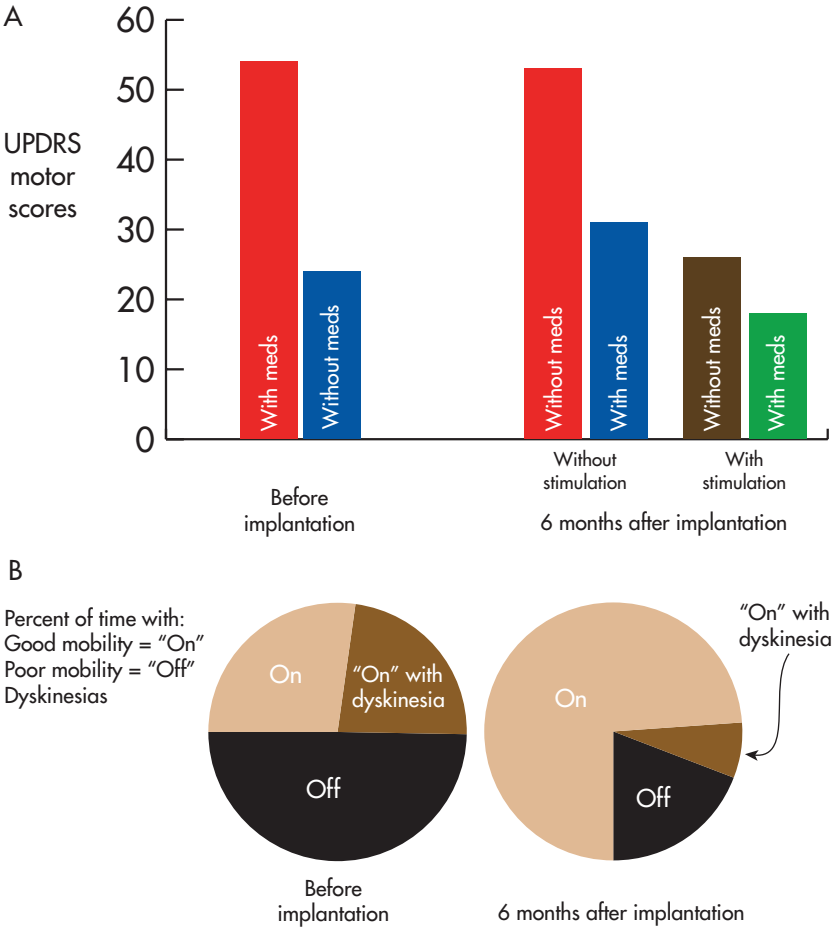 A
60
50
40
30
20
10
0
UPDRS
motor
scores
With meds
Without meds
Without meds
With meds
Without meds
With meds
Without
stimulation
With
stimulation
Before
implantation
6 months after implantation
B
Percent of time with:
Good mobility = “On”
Poor mobility = “Off”
Dyskinesias
On
“On” with
dyskinesia
Off
Before
implantation
On
“On” with
dyskinesia
Off
6 months after implantation